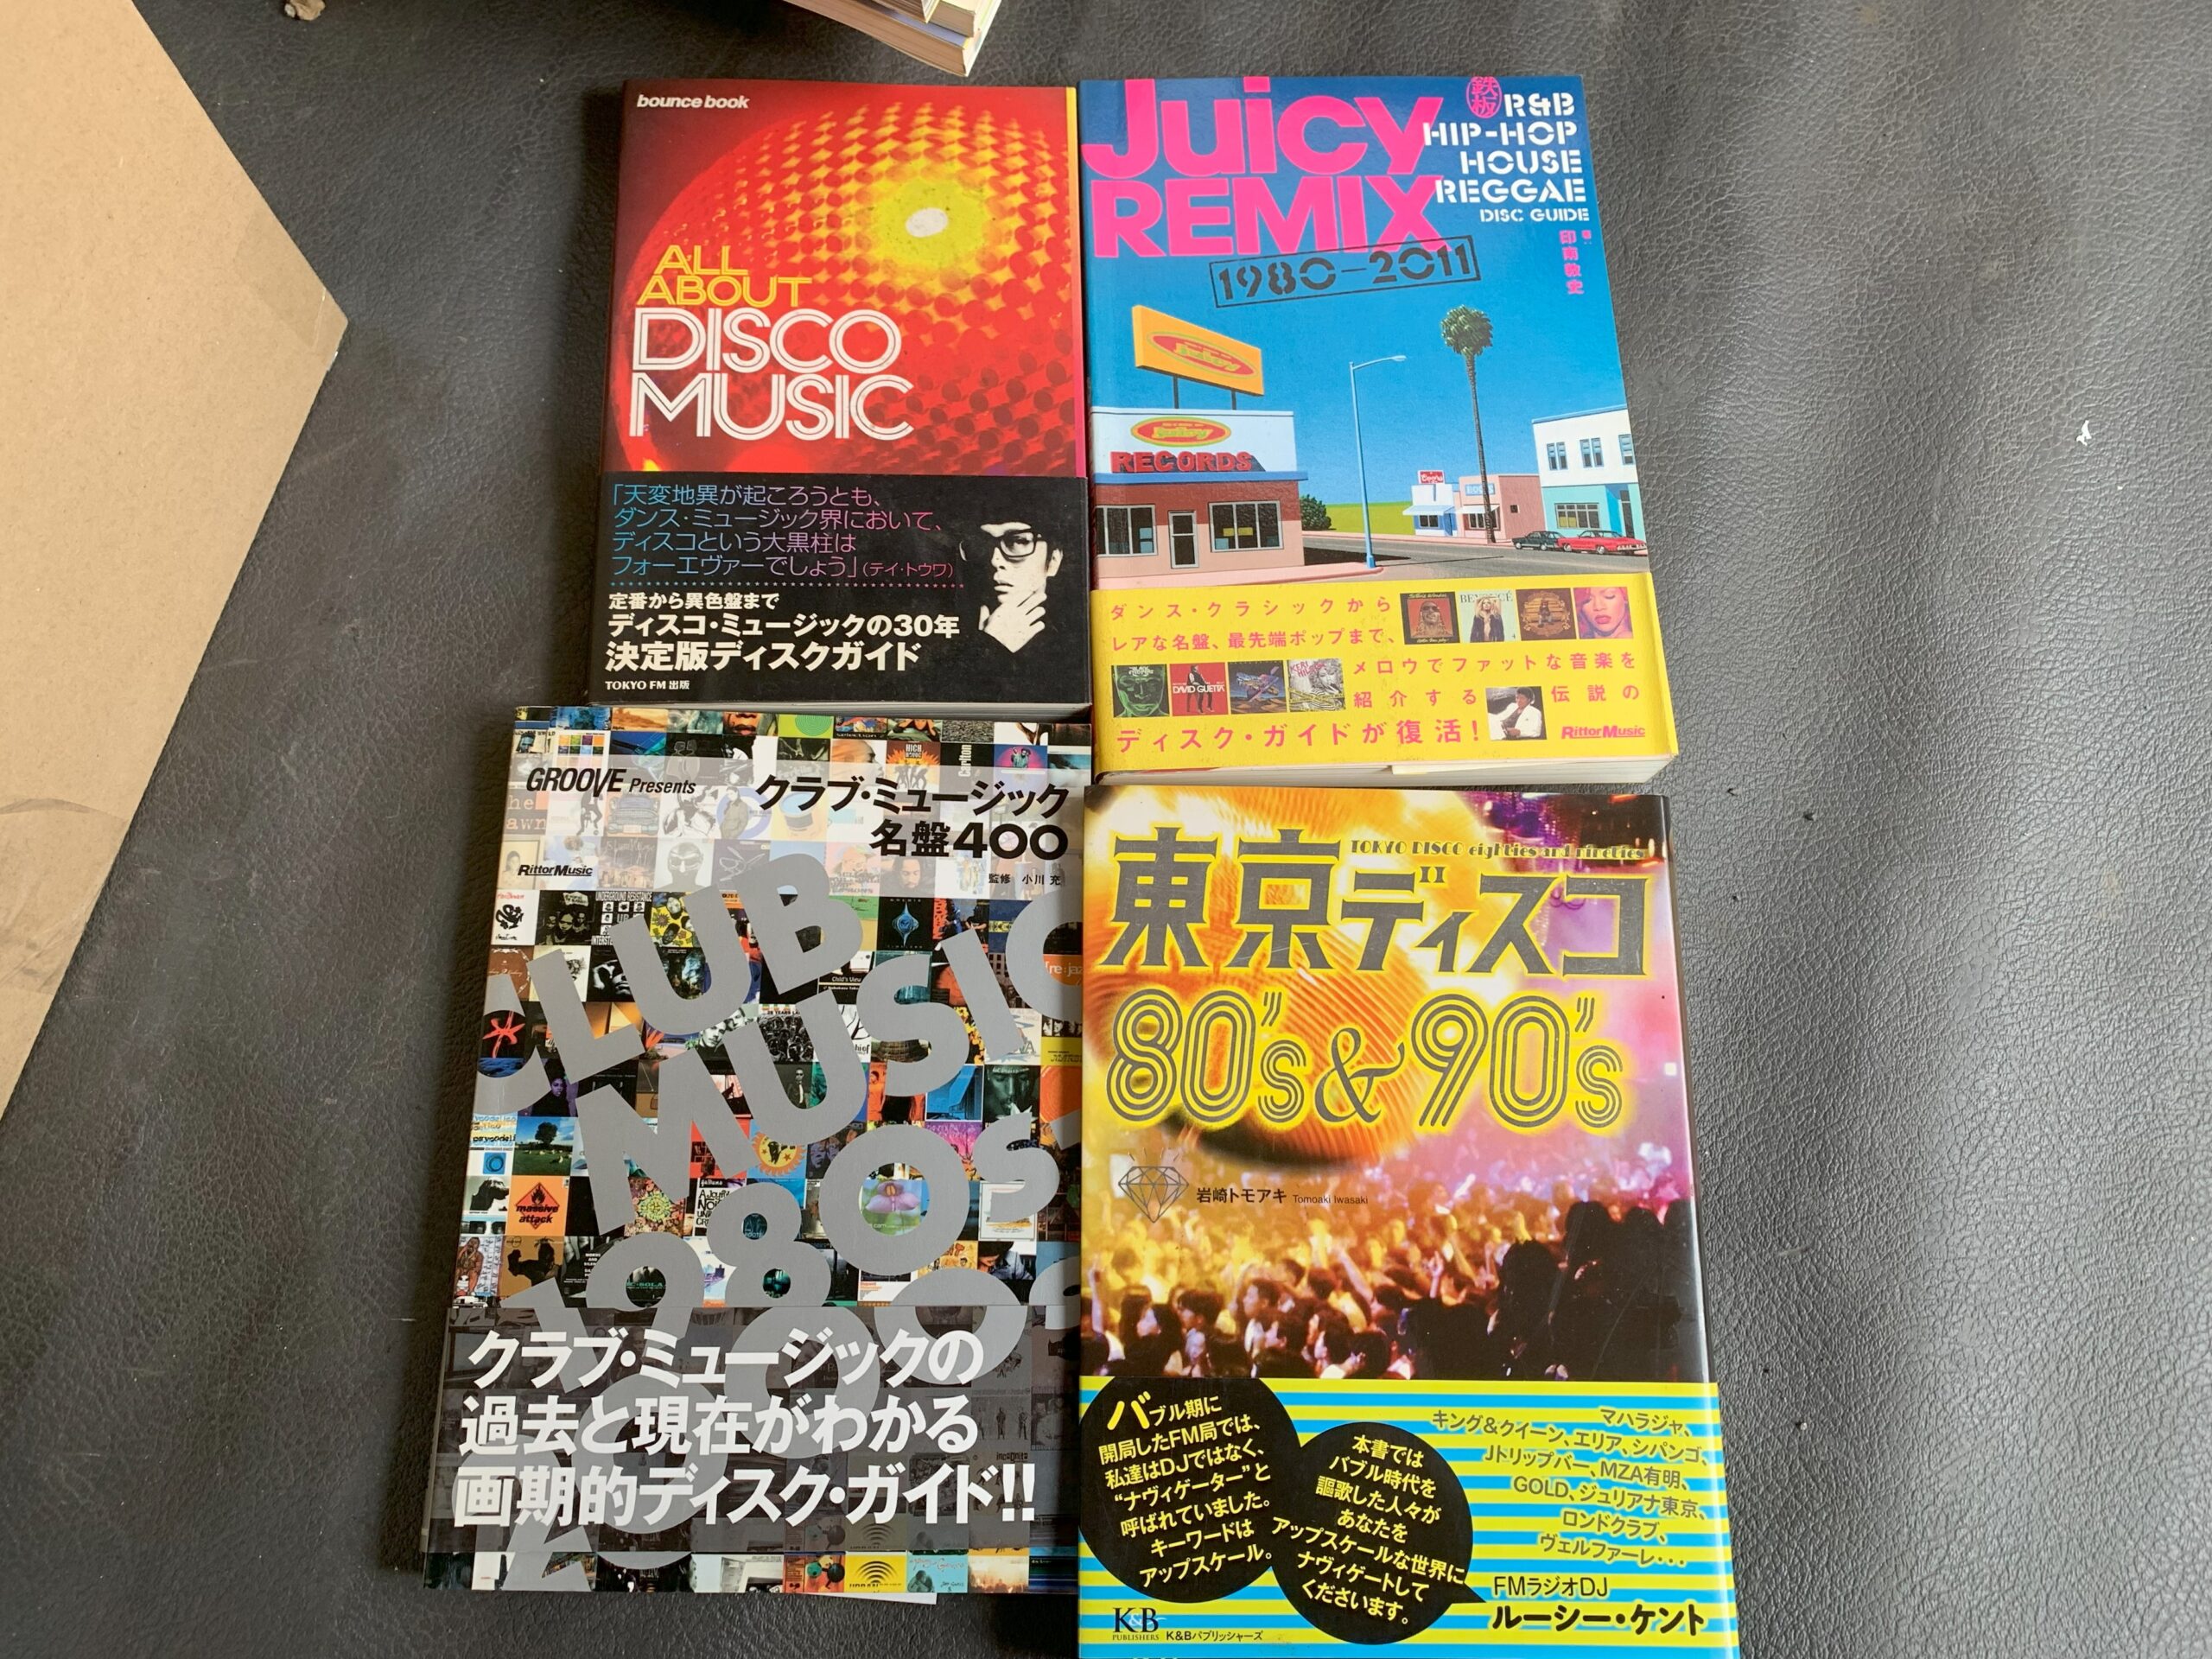 bounce book
ALL
ABOUT
DISCO
MUSIC
「天変地異が起ころうとも、
ダンス・ミュージック界において、
ディスコという大黒柱は
フォーエヴァーでしょう」(テイ・トウワ)
定番から異色盤まで
ディスコ・ミュージックの30年
決定版ディスクガイド
TOKYO FM 出版
Juicy
REMIX
1980-2011
鉄板
R&B
HIP-HOP
HOUSE
REGGAE
DISC GUIDE
著:
印南敦史
Juicy
Juicy
RECORDS
ダンス・クラシックから
レアな名盤、最先端ポップまで、
メロウでファットな音楽を
紹介する伝説の
ディスク・ガイドが復活!
BEYONCÉ
DAVID GUETTA
RittorMusic
GROOVE Presents
クラブ・ミュージック
名盤400
RittorMusic
監修 小川 充
CLUB
MUSIC
1980s
massive
attack
クラブ・ミュージックの
過去と現在がわかる
画期的ディスク・ガイド!!
TOKYO DISCO eighties and nineties
東京ディスコ
80's&90's
岩崎トモアキ Tomoaki Iwasaki
バブル期に
開局したFM局では、
私達はDJではなく、
“ナヴィゲーター”と
呼ばれていました。
キーワードは
アップスケール。
本書では
バブル時代を
謳歌した人々が
あなたを
アップスケールな世界に
ナヴィゲートして
くださいます。
マハラジャ、
キング&クイーン、エリア、シパンゴ、
Jトリップバー、MZA有明、
GOLD、ジュリアナ東京、
ロンドクラブ、
ヴェルファーレ・・・
FMラジオDJ
ルーシー・ケント
K&B
PUBLISHERS
K&Bパブリッシャーズ